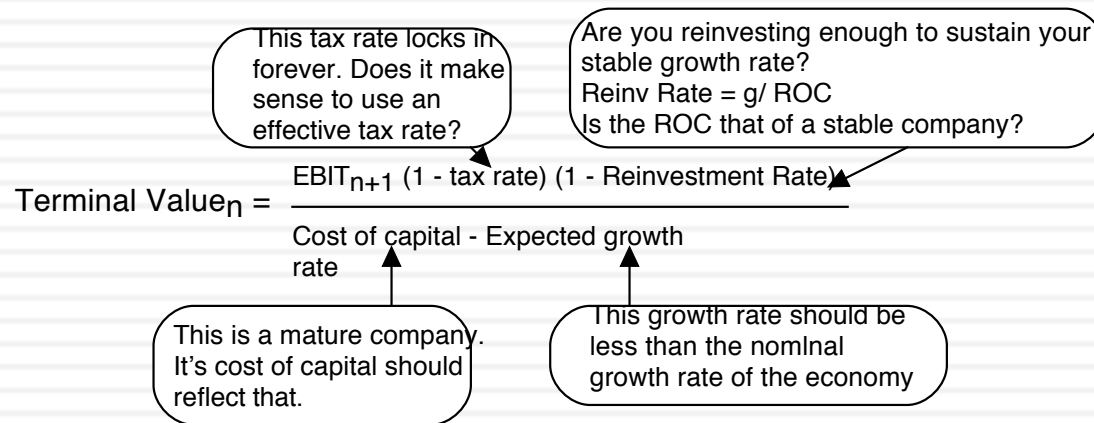 This tax rate locks in
forever. Does it make
sense to use an
effective tax rate?
Are you reinvesting enough to sustain your
stable growth rate?
Reinv Rate = g/ ROC
Is the ROC that of a stable company?
Terminal Valuen =
EBITn+1 (1 - tax rate) (1 - Reinvestment Rate)
Cost of capital - Expected growth
rate
This is a mature company.
It’s cost of capital should
reflect that.
This growth rate should be
less than the nomInal
growth rate of the economy